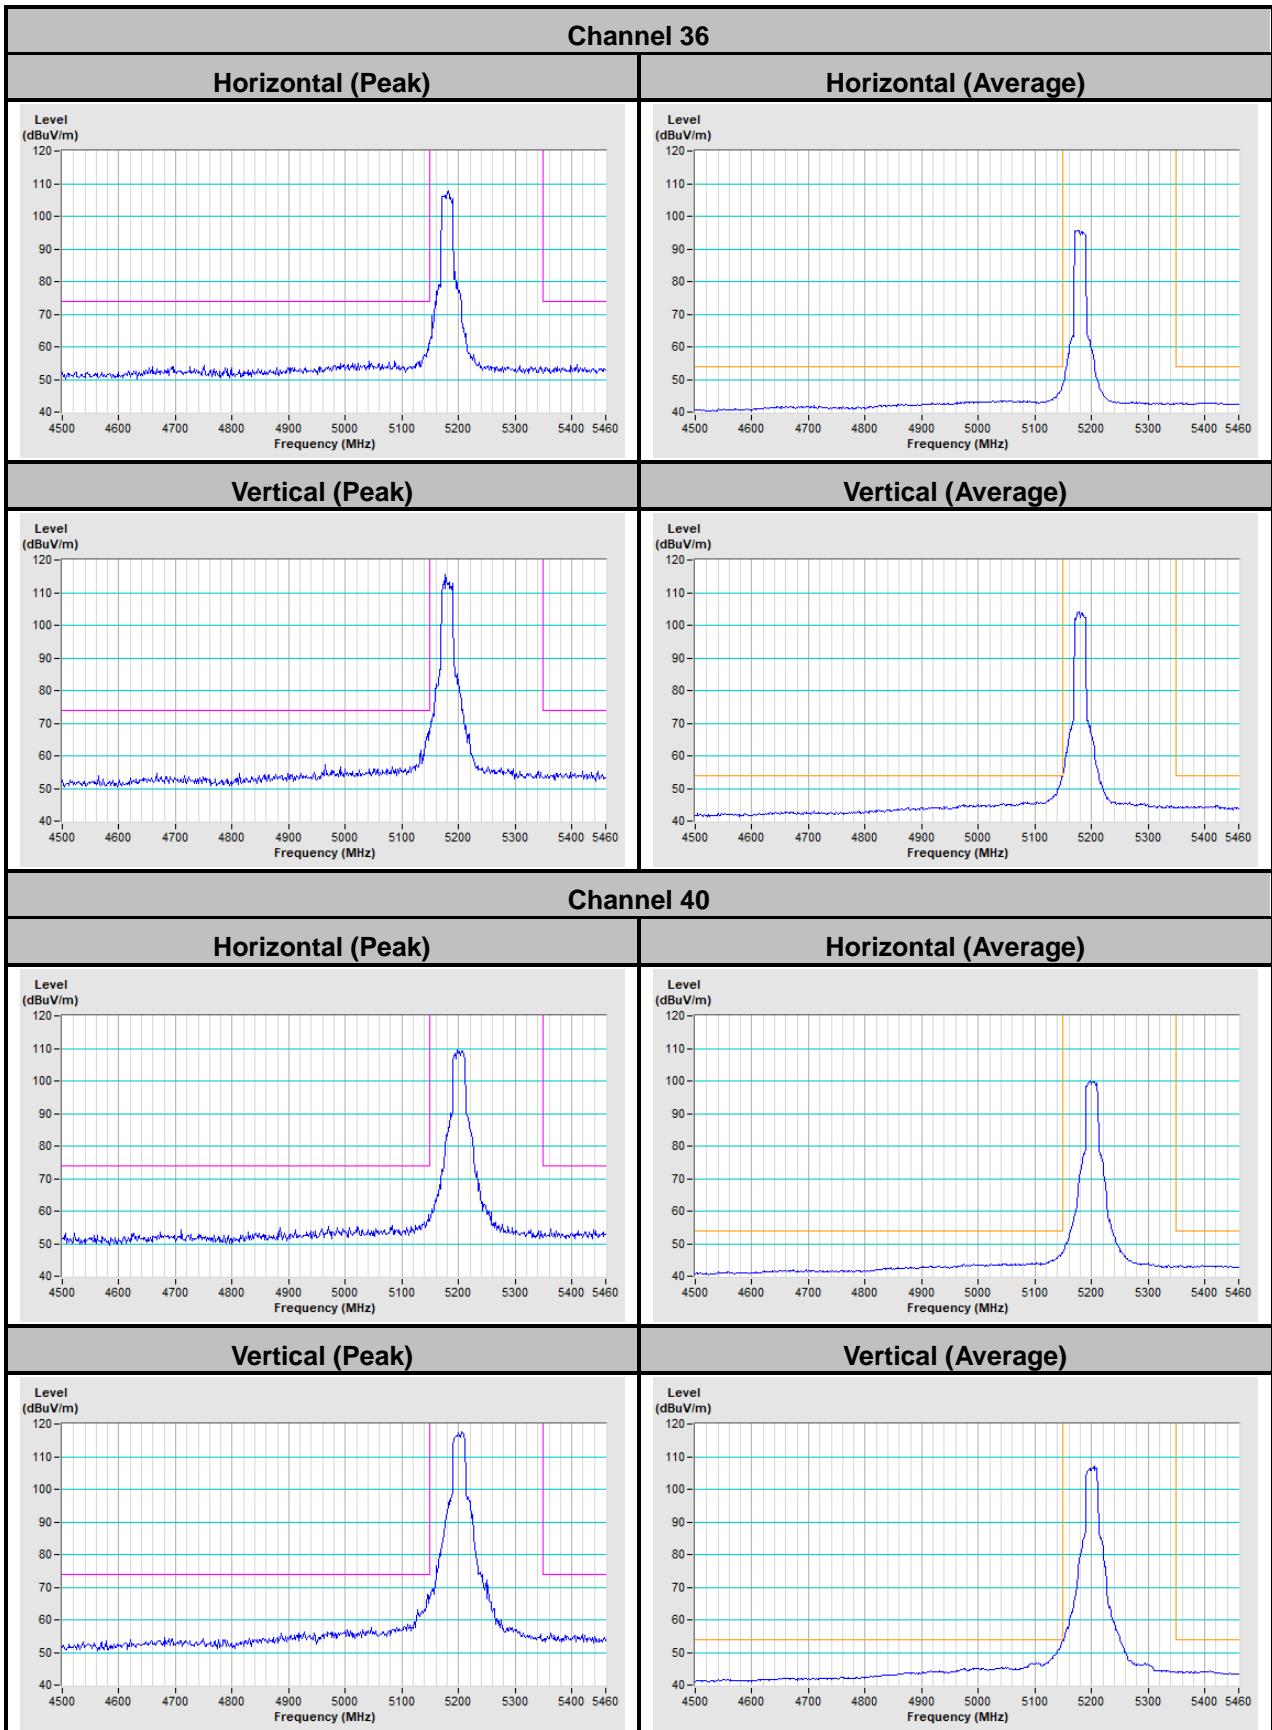 Channel 36
Horizontal (Peak) Horizontal (Average)
Level Level
(dBuV/m) (dBuV/m)
120 120
110 110
100 100
90 90
80 80
70 70
60 60
50 50
40 40
4500 4600 4700 4800 4900 5000 5100 5200 5300 5400 5460 4500 4600 4700 4800 4900 5000 5100 5200 5300 5400 5460
Frequency (MHz) Frequency (MHz)
Vertical (Peak) Vertical (Average)
Level Level
(dBuV/m) (dBuV/m)
120 120
110 110
100 100
90 90
80 80
70 70
60 60
50 50
40 40
4500 4600 4700 4800 4900 5000 5100 5200 5300 5400 5460 4500 4600 4700 4800 4900 5000 5100 5200 5300 5400 5460
Frequency (MHz) Frequency (MHz)
Channel 40
Horizontal (Peak) Horizontal (Average)
Level Level
(dBuV/m) (dBuV/m)
120 120
110 110
100 100
90 90
80 80
70 70
60 60
50 50
40 40
4500 4600 4700 4800 4900 5000 5100 5200 5300 5400 5460 4500 4600 4700 4800 4900 5000 5100 5200 5300 5400 5460
Frequency (MHz) Frequency (MHz)
Vertical (Peak) Vertical (Average)
Level Level
(dBuV/m) (dBuV/m)
120 120
110 110
100 100
90 90
80 80
70 70
60 60
50 50
40 40
4500 4600 4700 4800 4900 5000 5100 5200 5300 5400 5460 4500 4600 4700 4800 4900 5000 5100 5200 5300 5400 5460
Frequency (MHz) Frequency (MHz)